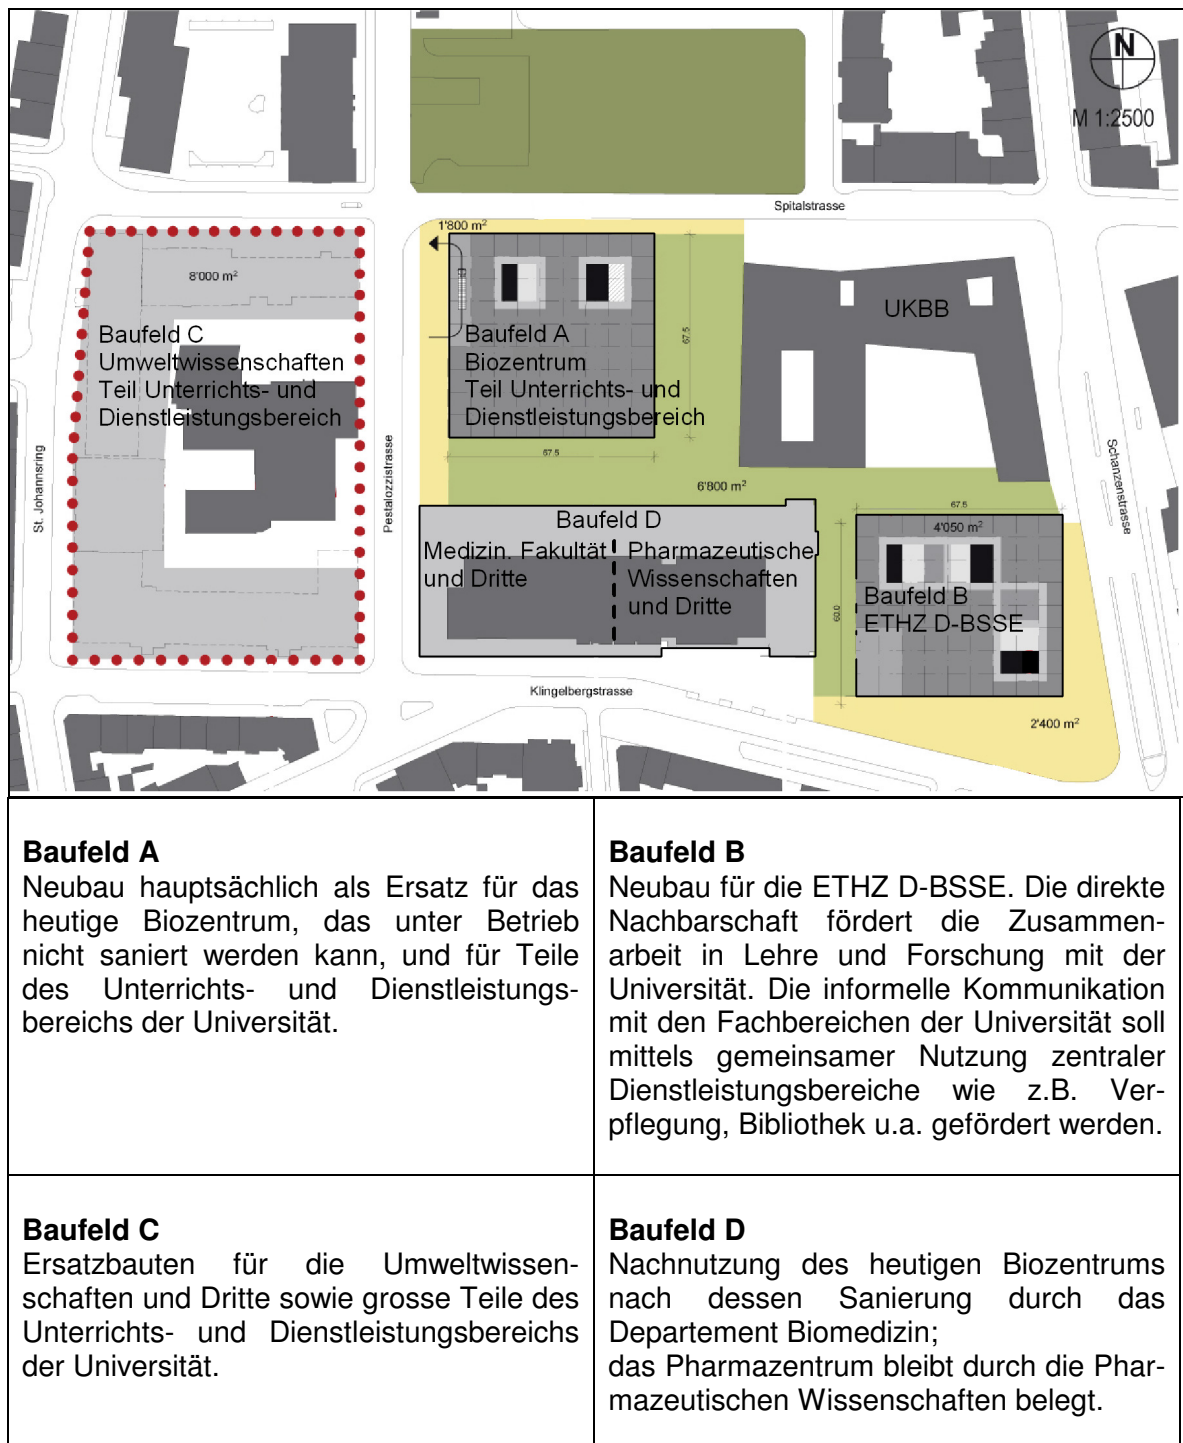 N
M 1:2500
Spitalstrasse
1'800 m²
8'000 m²
UKBB
Baufeld C
Umweltwissenschaften
Teil Unterrichts- und
Dienstleistungsbereich
Baufeld A
Biozentrum
Teil Unterrichts- und
Dienstleistungsbereich
67.5
67.5
St. Johannsring
Pestalozzistrasse
Schanzenstrasse
6'800 m²
67.5
4'050 m²
Baufeld D
Medizin. Fakultät
und Dritte
Pharmazeutische
Wissenschaften
und Dritte
60.0
Baufeld B
ETHZ D-BSSE
Klingelbergstrasse
2'400 m²
Baufeld A
Neubau hauptsächlich als Ersatz für das
heutige Biozentrum, das unter Betrieb
nicht saniert werden kann, und für Teile
des Unterrichts- und Dienstleistungs-
bereichs der Universität.
Baufeld B
Neubau für die ETHZ D-BSSE. Die direkte
Nachbarschaft fördert die Zusammen-
arbeit in Lehre und Forschung mit der
Universität. Die informelle Kommunikation
mit den Fachbereichen der Universität soll
mittels gemeinsamer Nutzung zentraler
Dienstleistungsbereiche wie z.B. Ver-
pflegung, Bibliothek u.a. gefördert werden.
Baufeld C
Ersatzbauten für die Umweltwissen-
schaften und Dritte sowie grosse Teile des
Unterrichts- und Dienstleistungsbereichs
der Universität.
Baufeld D
Nachnutzung des heutigen Biozentrums
nach dessen Sanierung durch das
Departement Biomedizin;
das Pharmazentrum bleibt durch die Phar-
mazeutischen Wissenschaften belegt.